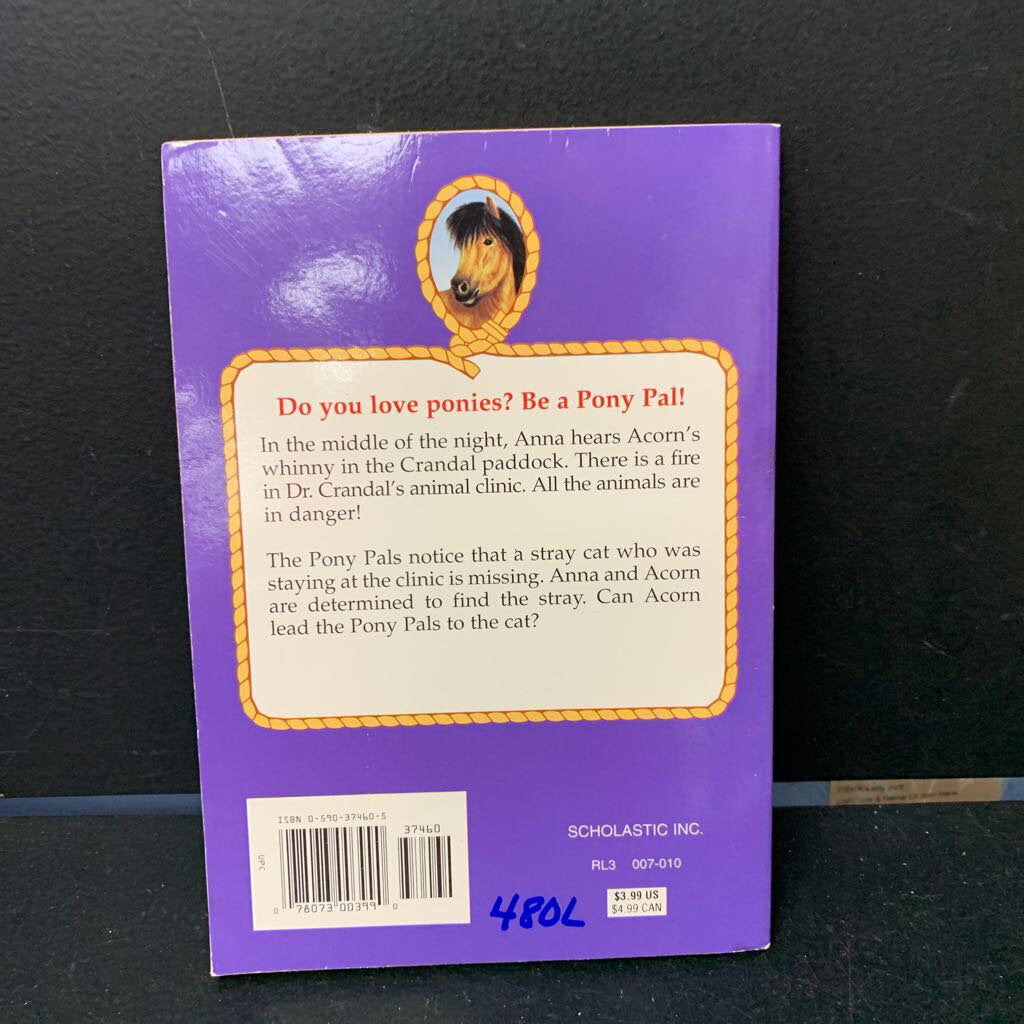 Do you love ponies? Be a Pony Pal!
In the middle of the night, Anna hears Acorn's
whinny in the Crandal paddock. There is a fire
in Dr. Crandal's animal clinic. All the animals are
in danger!
The Pony Pals notice that a stray cat who was
staying at the clinic is missing. Anna and Acorn
are determined to find the stray. Can Acorn
lead the Pony Pals to the cat?
ISBN 0-590-37460-5
37460
UPC
0 78073 00399 0
SCHOLASTIC INC.
RL3 007-010
$3.99 US
$4.99 CAN
480L